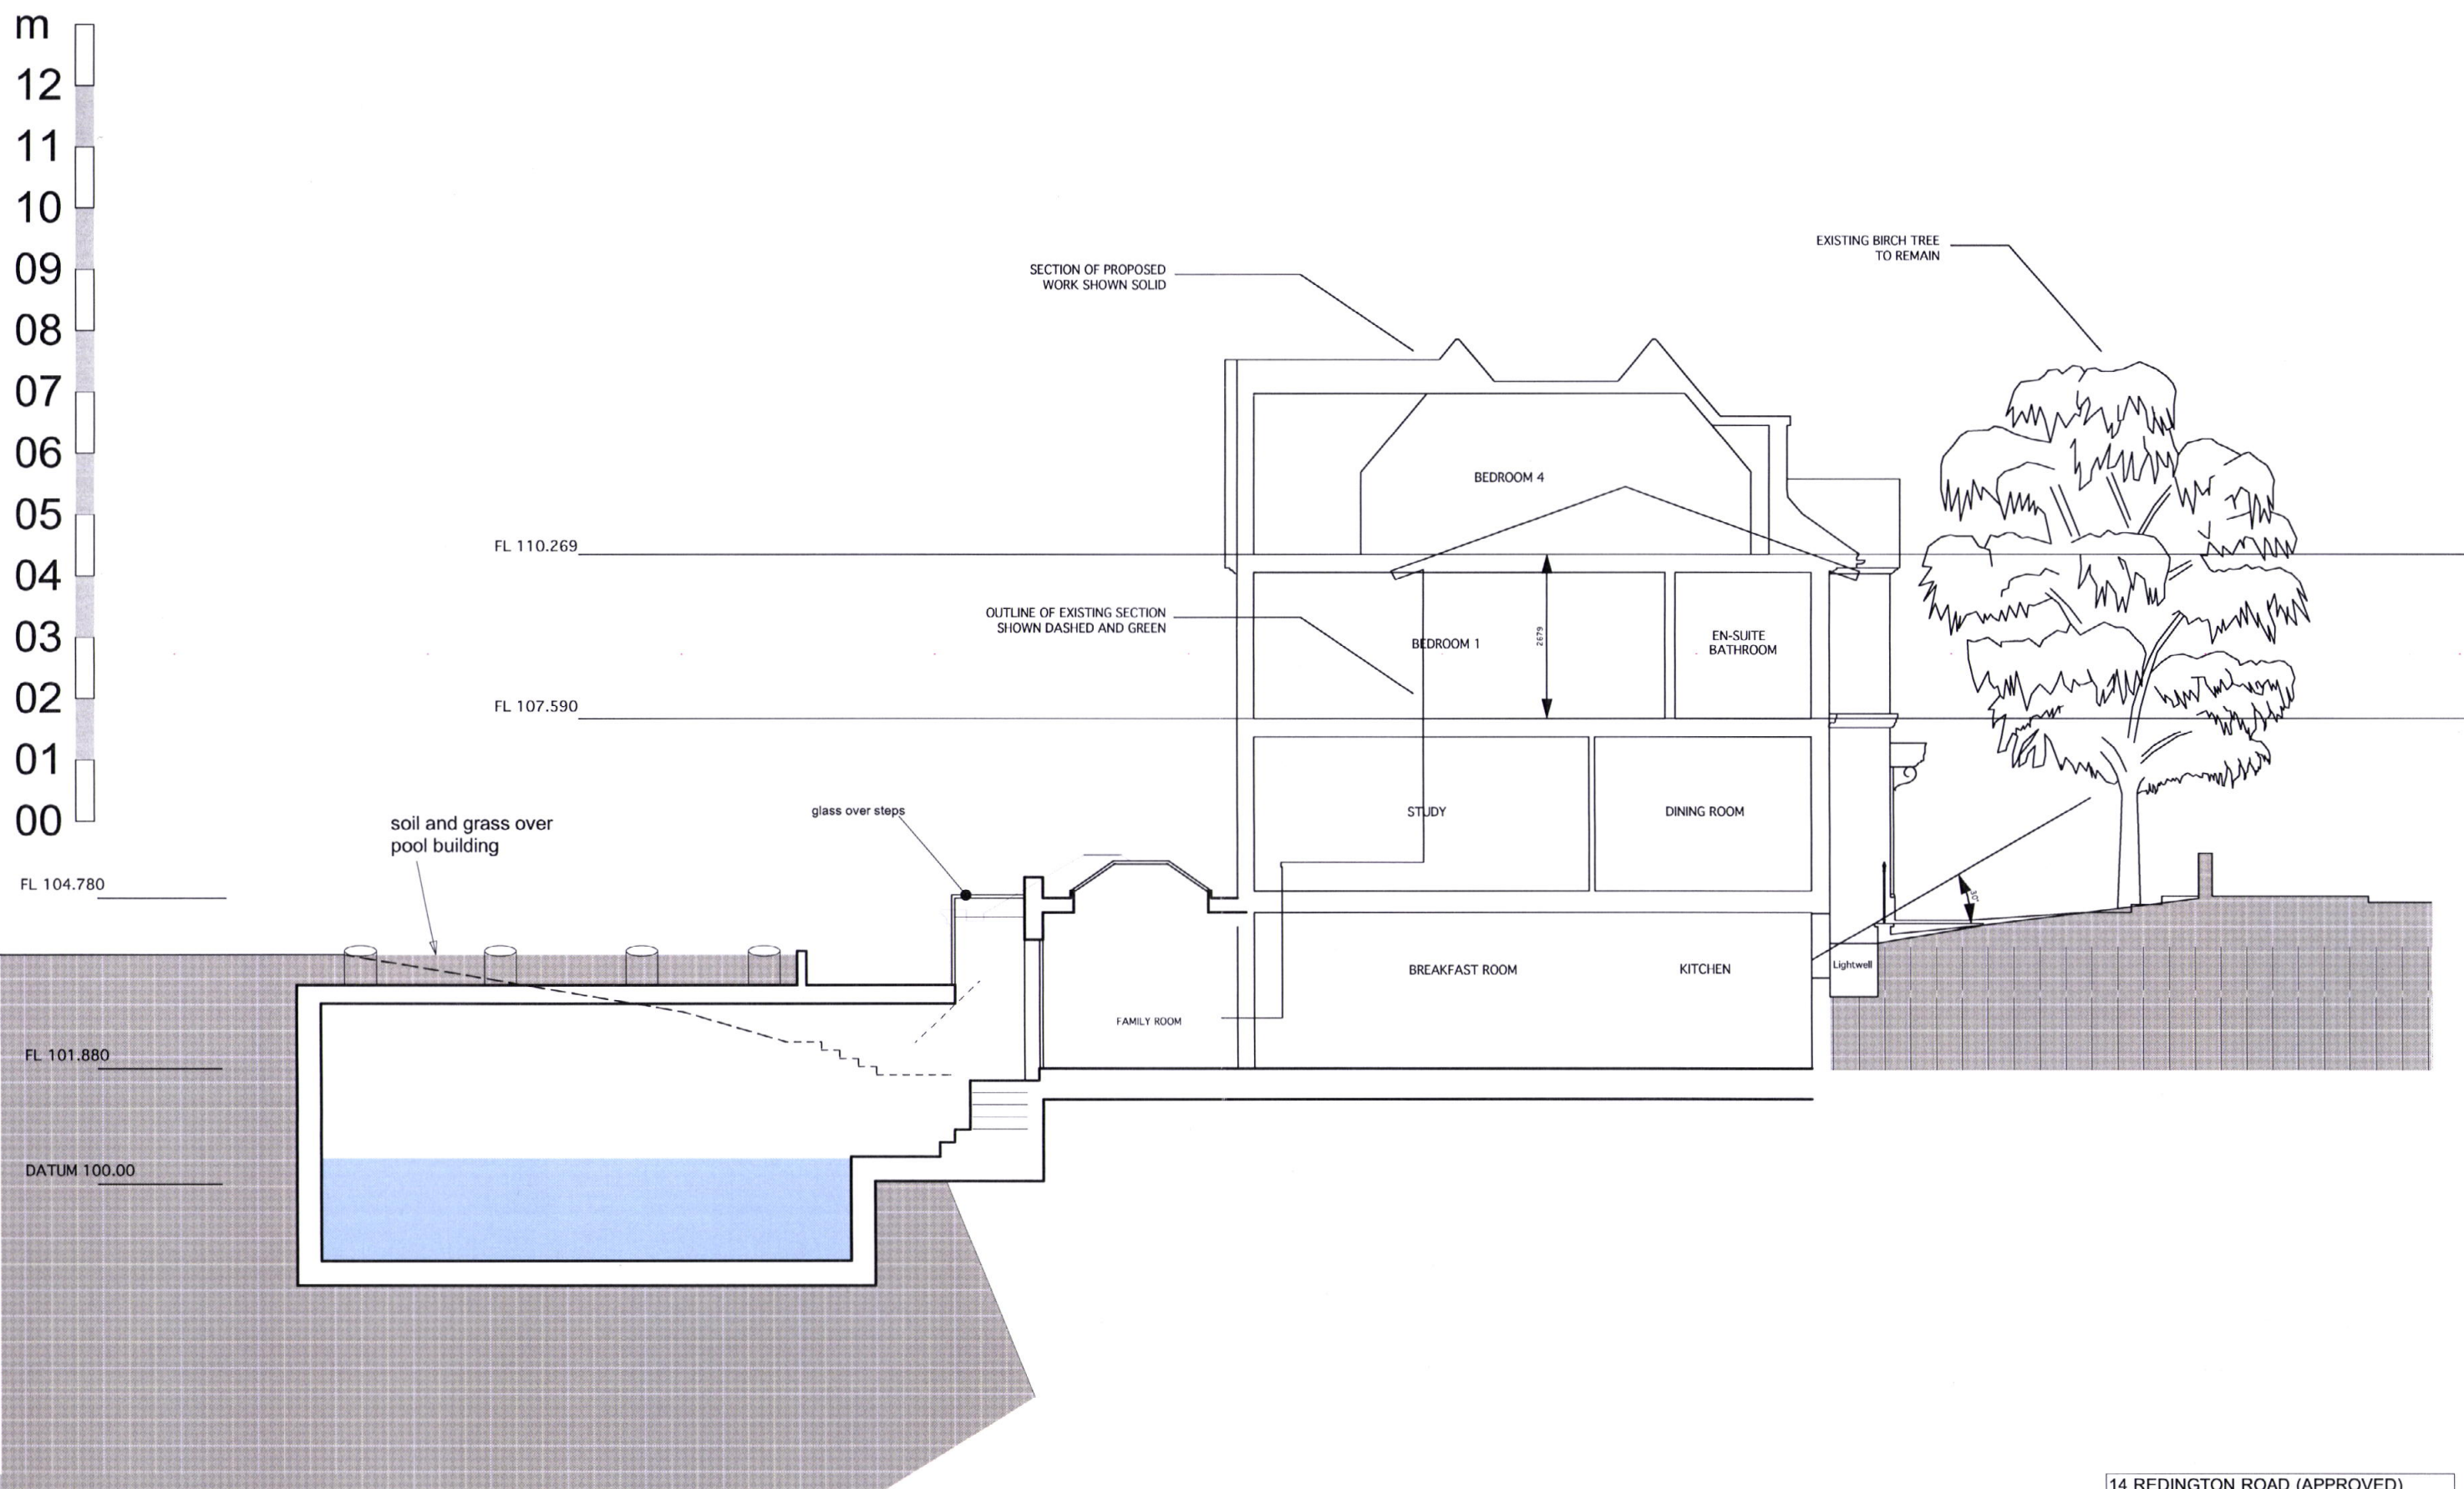 m
12
11
10
09
08
07
06
05
04
03
02
01
00
EXISTING BIRCH TREE
TO REMAIN
SECTION OF PROPOSED
WORK SHOWN SOLID
BEDROOM 4
FL 110.269
OUTLINE OF EXISTING SECTION
SHOWN DASHED AND GREEN
BEDROOM 1
2679
EN-SUITE
BATHROOM
FL 107.590
glass over steps
STUDY
DINING ROOM
soil and grass over
pool building
FL 104.780
30°
BREAKFAST ROOM
KITCHEN
Lightwell
FAMILY ROOM
FL 101.880
DATUM 100.00
14 REDINGTON ROAD (APPROVED)